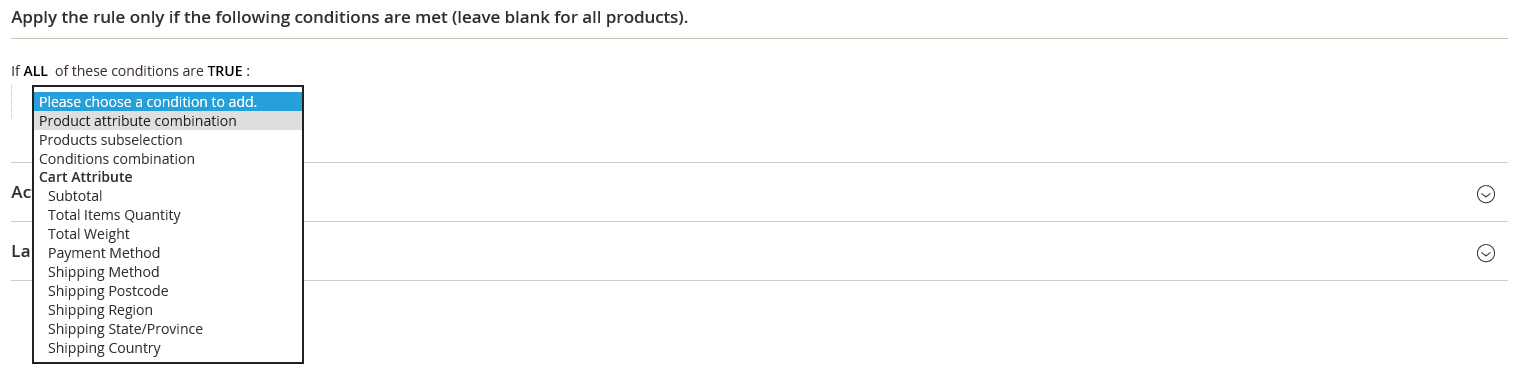 Apply the rule only if the following conditions are met (leave blank for all products).
If ALL of these conditions are TRUE :
Please choose a condition to add.
Product attribute combination
Products subselection
Conditions combination
Cart Attribute
Subtotal
Total Items Quantity
Total Weight
Payment Method
Shipping Method
Shipping Postcode
Shipping Region
Shipping State/Province
Shipping Country
Ac
La